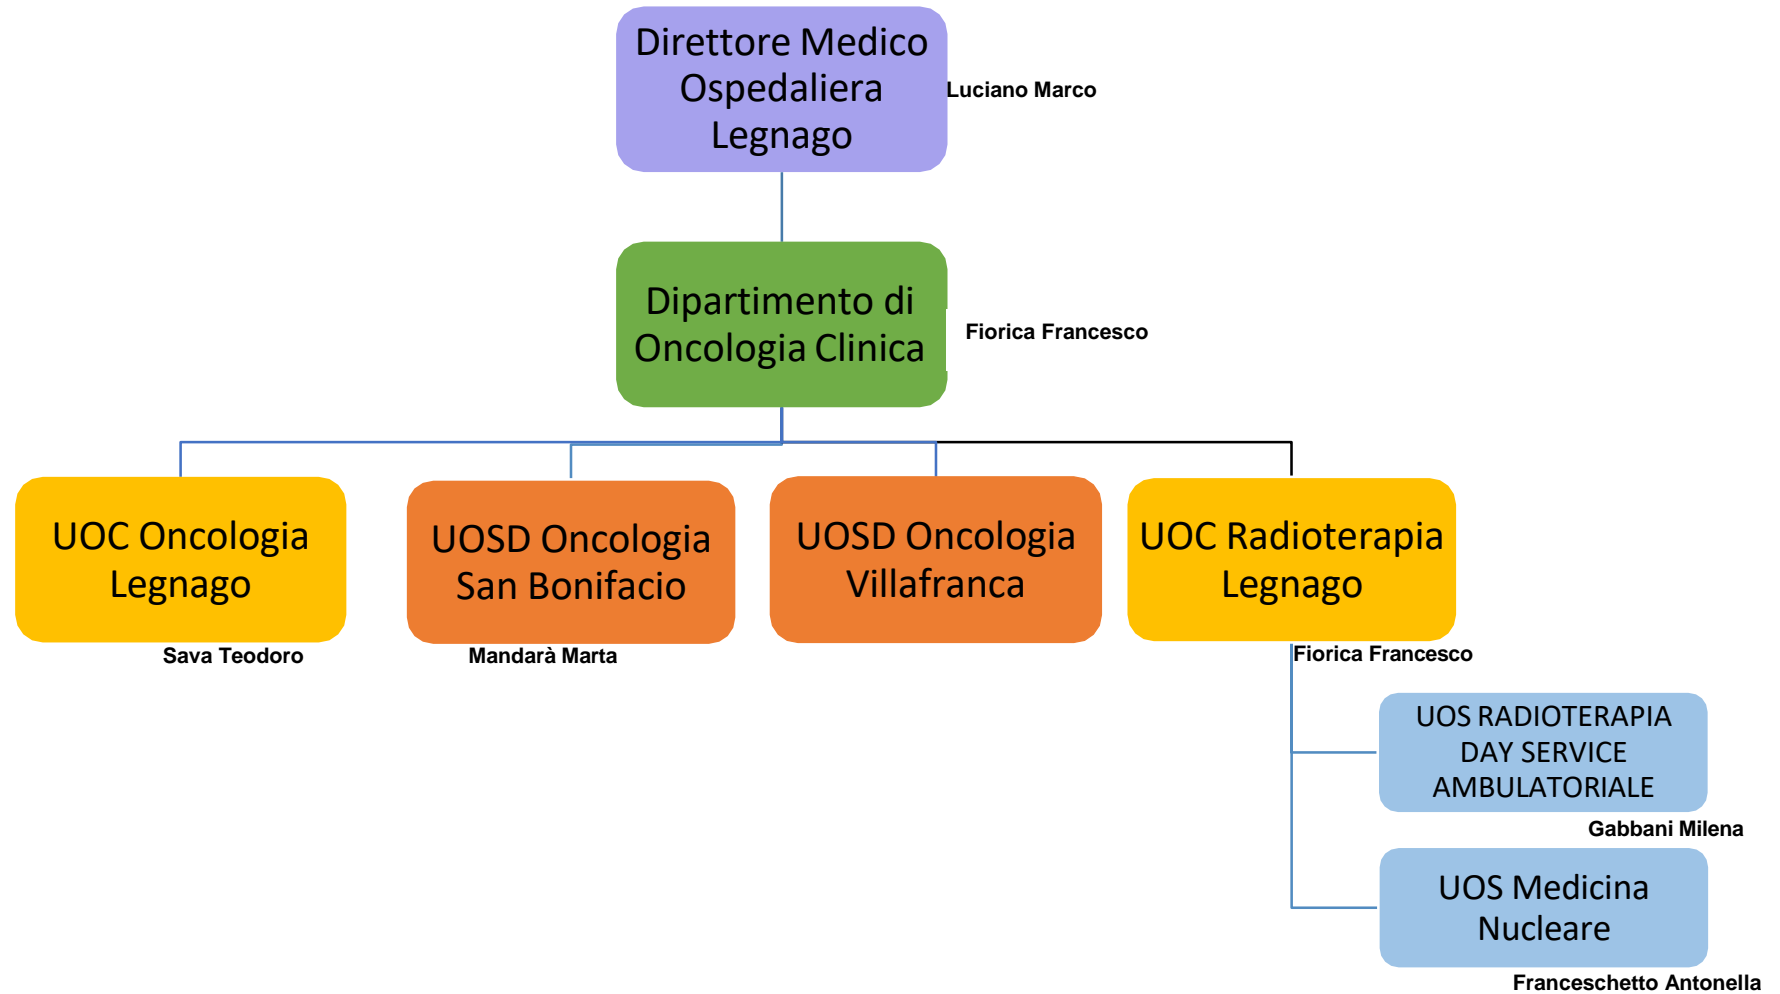 Direttore Medico
Ospedaliera
Legnago
Luciano Marco
Dipartimento di
Oncologia Clinica
Fiorica Francesco
UOC Oncologia
Legnago
Sava Teodoro
UOSD Oncologia
San Bonifacio
Mandarà Marta
UOSD Oncologia
Villafranca
UOC Radioterapia
Legnago
Fiorica Francesco
UOS RADIOTERAPIA
DAY SERVICE
AMBULATORIALE
Gabbani Milena
UOS Medicina
Nucleare
Franceschetto Antonella